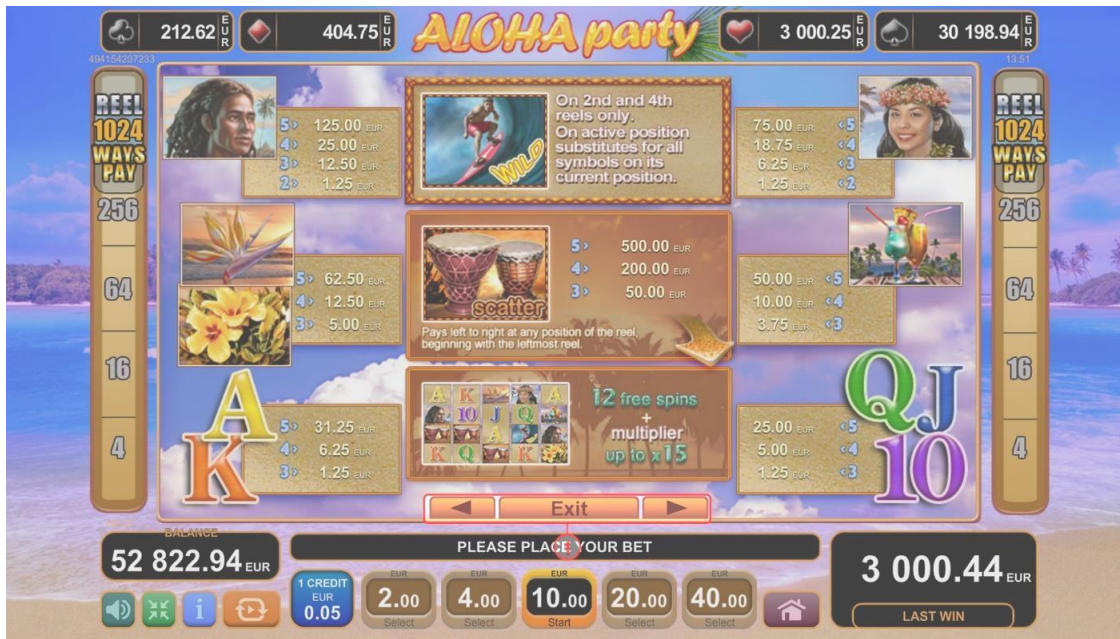 212.62 EUR
404.75 EUR
ALOHA party
3 000.25 EUR
30 198.94 EUR
494154207233
13:51
REEL
1024
WAYS
PAY
256
64
16
4
5 125.00 EUR
4 25.00 EUR
3 12.50 EUR
2 1.25 EUR
WILD
On 2nd and 4th
reels only.
On active position
substitutes for all
symbols on its
current position.
75.00 EUR 5
18.75 EUR 4
6.25 EUR 3
1.25 EUR 2
REEL
1024
WAYS
PAY
256
64
16
4
5 62.50 EUR
4 12.50 EUR
3 5.00 EUR
scatter
5 500.00 EUR
4 200.00 EUR
3 50.00 EUR
Pays left to right at any position of the reel,
beginning with the leftmost reel.
50.00 EUR 5
10.00 EUR 4
3.75 EUR 3
A
K
5 31.25 EUR
4 6.25 EUR
3 1.25 EUR
A K A
10 J Q
A
K Q K
12 free spins
+
multiplier
up to x15
25.00 EUR 5
5.00 EUR 4
1.25 EUR 3
Q J
10
Exit
3
BALANCE
52 822.94 EUR
PLEASE PLACE YOUR BET
3 000.44 EUR
LAST WIN
i
1 CREDIT
EUR
0.05
EUR
2.00
Select
EUR
4.00
Select
EUR
10.00
Start
EUR
20.00
Select
EUR
40.00
Select